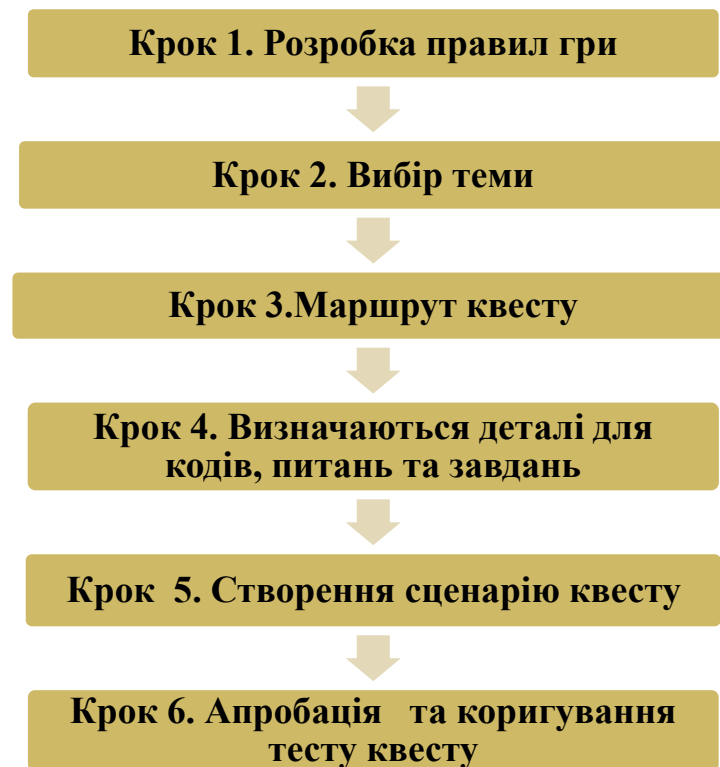 Крок 1. Розробка правил гри
Крок 2. Вибір теми
Крок 3.Маршрут квесту
Крок 4. Визначаються деталі для
кодів, питань та завдань
Крок  5. Створення сценарію квесту
Крок 6. Апробація   та коригування
тесту квесту